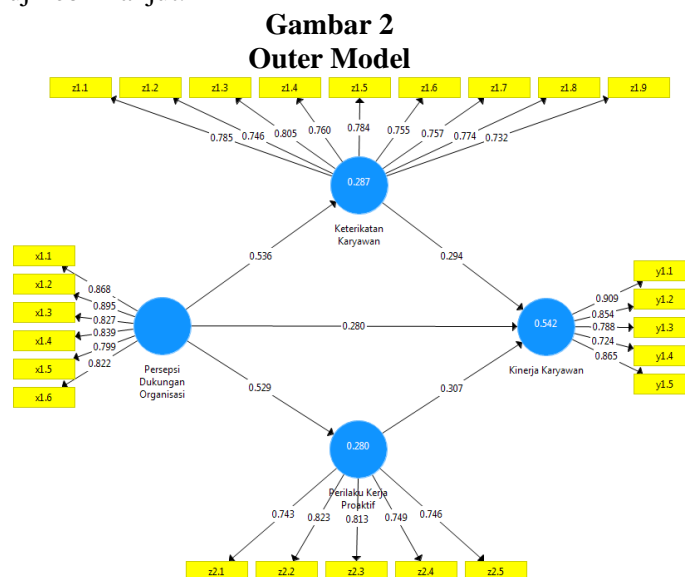 Gambar 2
Outer Model
z1.1 z1.2 z1.3 z1.4 z1.5 z1.6 z1.7 z1.8 z1.9
0.785 0.746 0.805 0.760 0.784 0.755 0.757 0.774 0.732
0.287
Keterikatan
Karyawan
0.536
0.294
x1.1
x1.2
x1.3
x1.4
x1.5
x1.6
0.868
0.895
0.827
0.839
0.799
0.822
Persepsi
Dukungan
Organisasi
0.280
0.542
Kinerja Karyawan
0.909
0.854
0.788
0.724
0.865
y1.1
y1.2
y1.3
y1.4
y1.5
0.529
0.307
0.280
Perilaku Kerja
Proaktif
0.743 0.823 0.813 0.749 0.746
z2.1 z2.2 z2.3 z2.4 z2.5